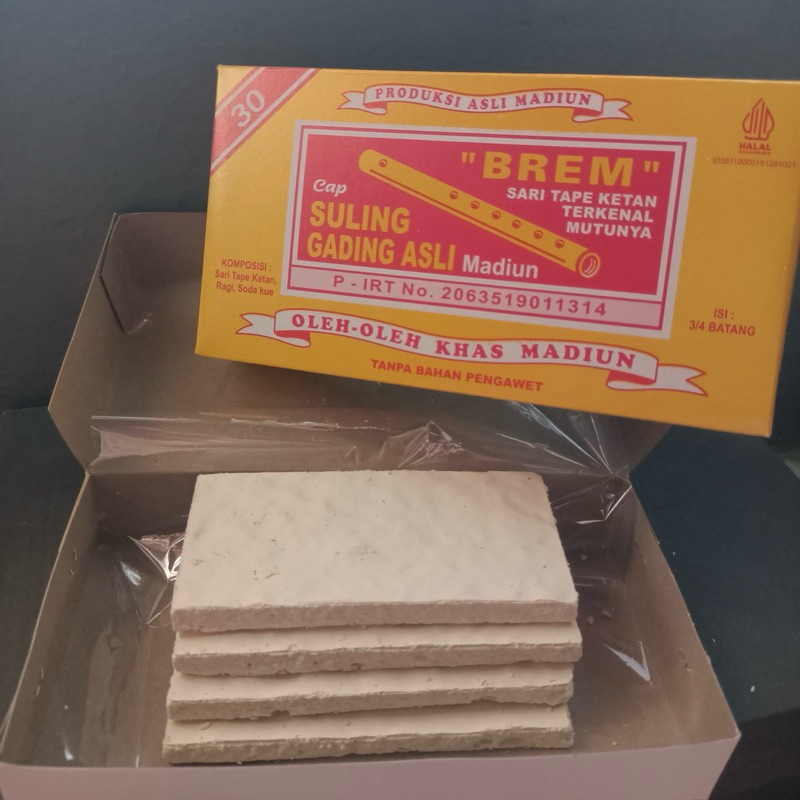 30
PRODUKSI ASLI MADIUN
HALAL
ID35110000151281021
"BREM"
SARI TAPE KETAN
TERKENAL
MUTUNYA
Cap
SULING
GADING ASLI Madiun
P - IRT No. 2063519011314
KOMPOSISI :
Sari Tape Ketan,
Ragi, Soda kue
ISI :
3/4 BATANG
OLEH-OLEH KHAS MADIUN
TANPA BAHAN PENGAWET